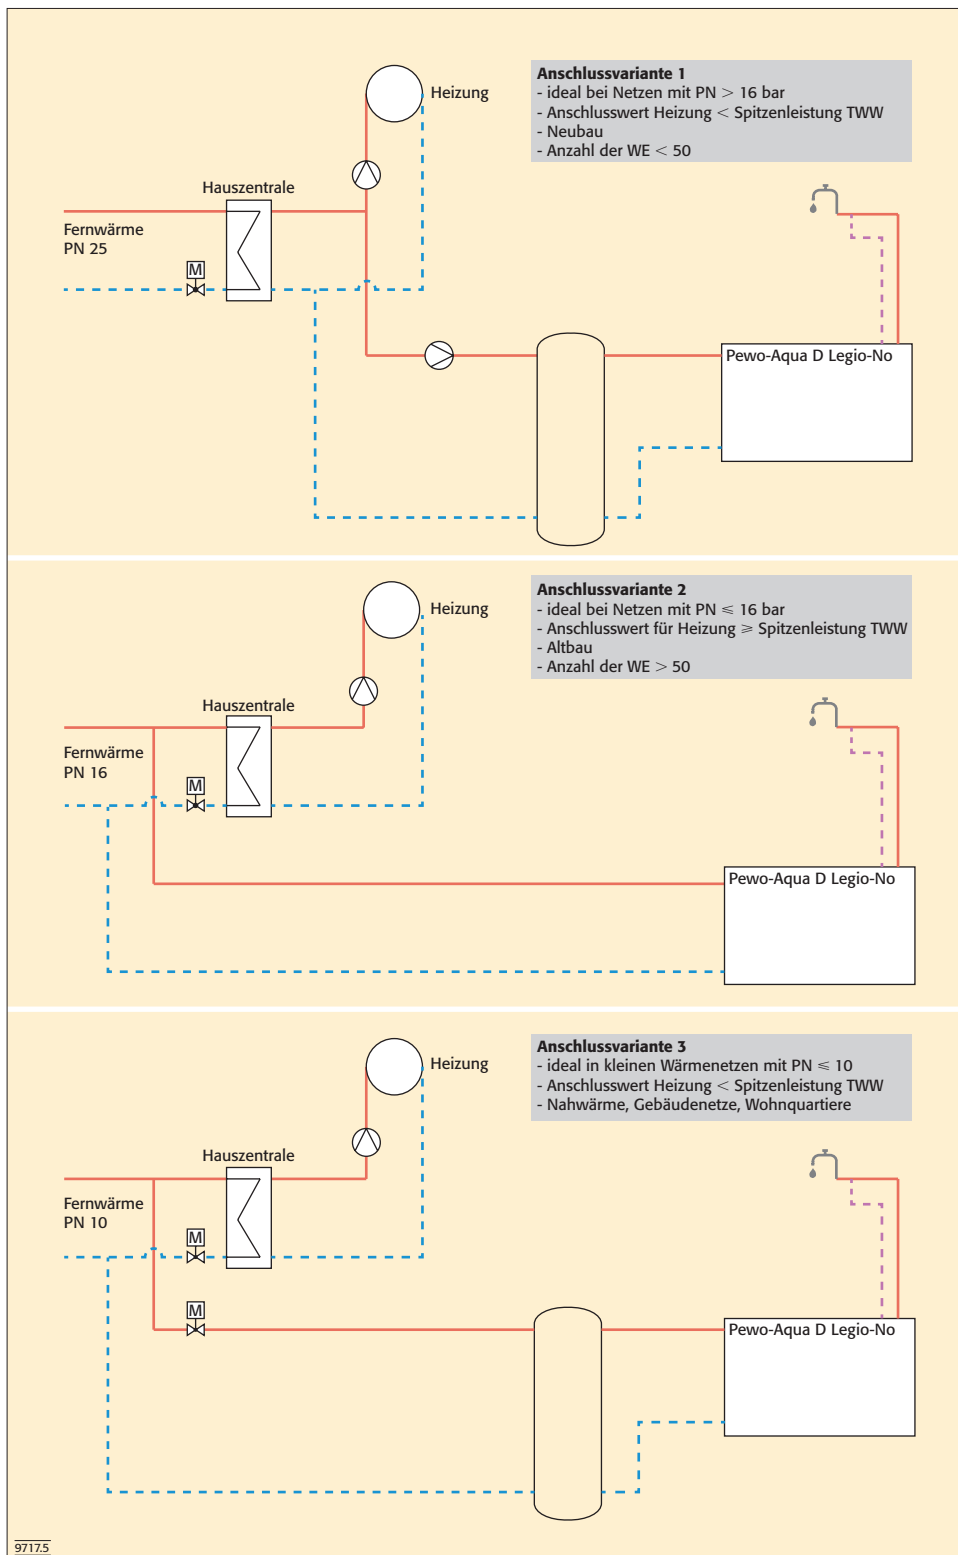 Anschlussvariante 1
- ideal bei Netzen mit PN > 16 bar
- Anschlusswert Heizung < Spitzenleistung TWW
- Neubau
- Anzahl der WE < 50
Heizung
Hauszentrale
Fernwärme
PN 25
M
Pewo-Aqua D Legio-No
Anschlussvariante 2
- ideal bei Netzen mit PN ⩽ 16 bar
- Anschlusswert für Heizung ⩾ Spitzenleistung TWW
- Altbau
- Anzahl der WE > 50
Heizung
Hauszentrale
Fernwärme
PN 16
M
Pewo-Aqua D Legio-No
Anschlussvariante 3
- ideal in kleinen Wärmenetzen mit PN ⩽ 10
- Anschlusswert Heizung < Spitzenleistung TWW
- Nahwärme, Gebäudenetze, Wohnquartiere
Heizung
Hauszentrale
Fernwärme
PN 10
M
M
Pewo-Aqua D Legio-No
9717.5